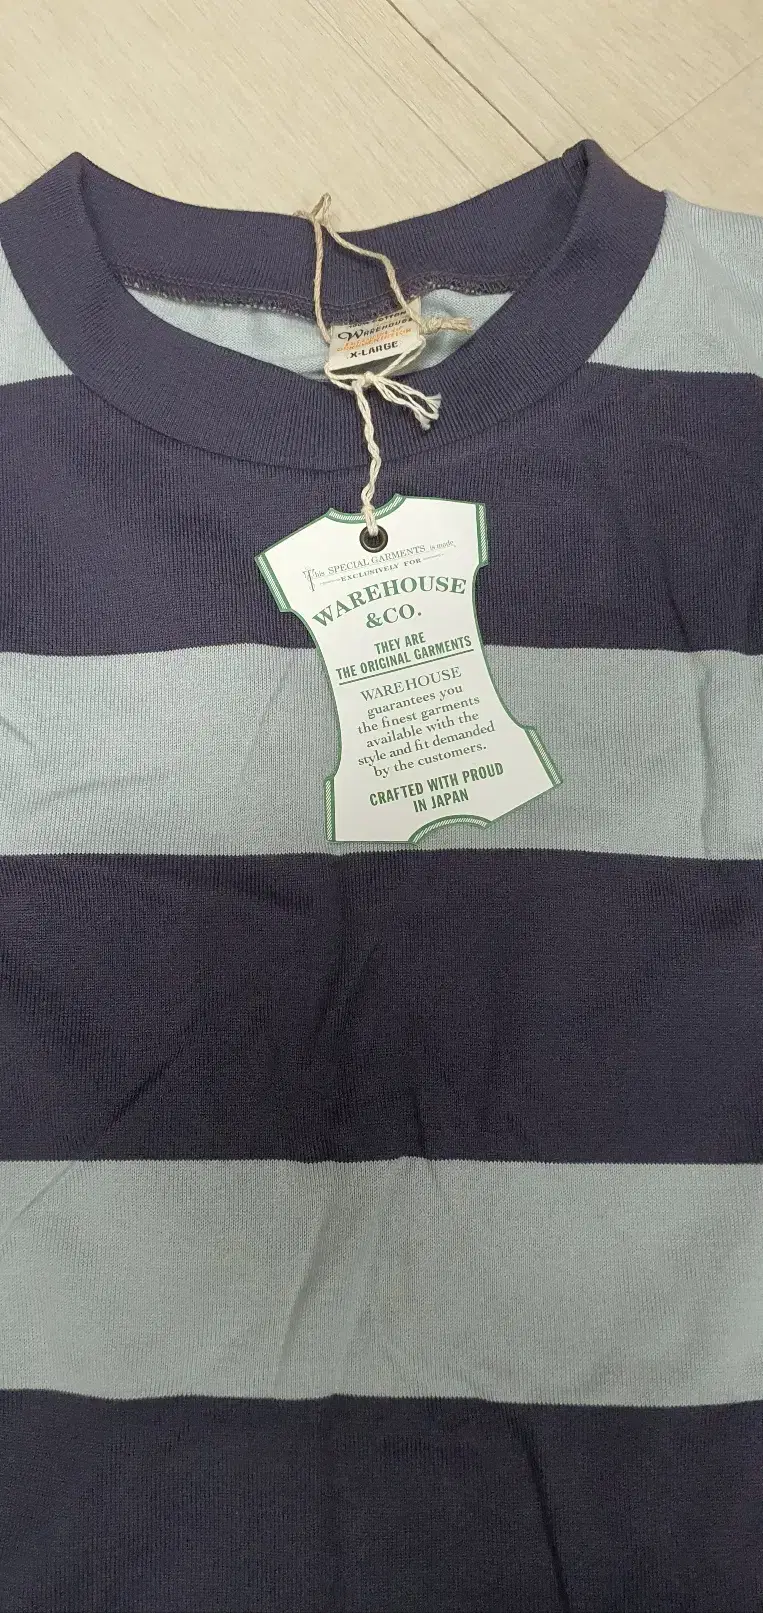 WAREHOUSE
X-LARGE
This SPECIAL GARMENTS is made
EXCLUSIVELY FOR
WAREHOUSE
&CO.
THEY ARE
THE ORIGINAL GARMENTS
WAREHOUSE
guarantees you
the finest garments
available with the
style and fit demanded
by the customers.
CRAFTED WITH PROUD
IN JAPAN